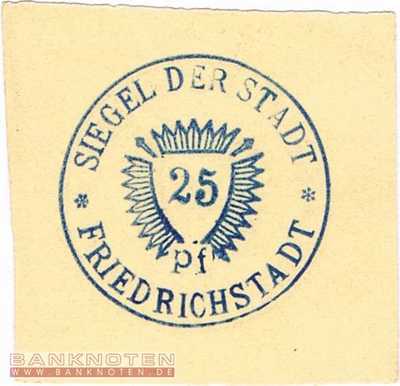 SIEGEL DER STADT
25
pf
* FRIEDRICHSTADT *
BANKNOTEN
WWW.BANKNOTEN.DE